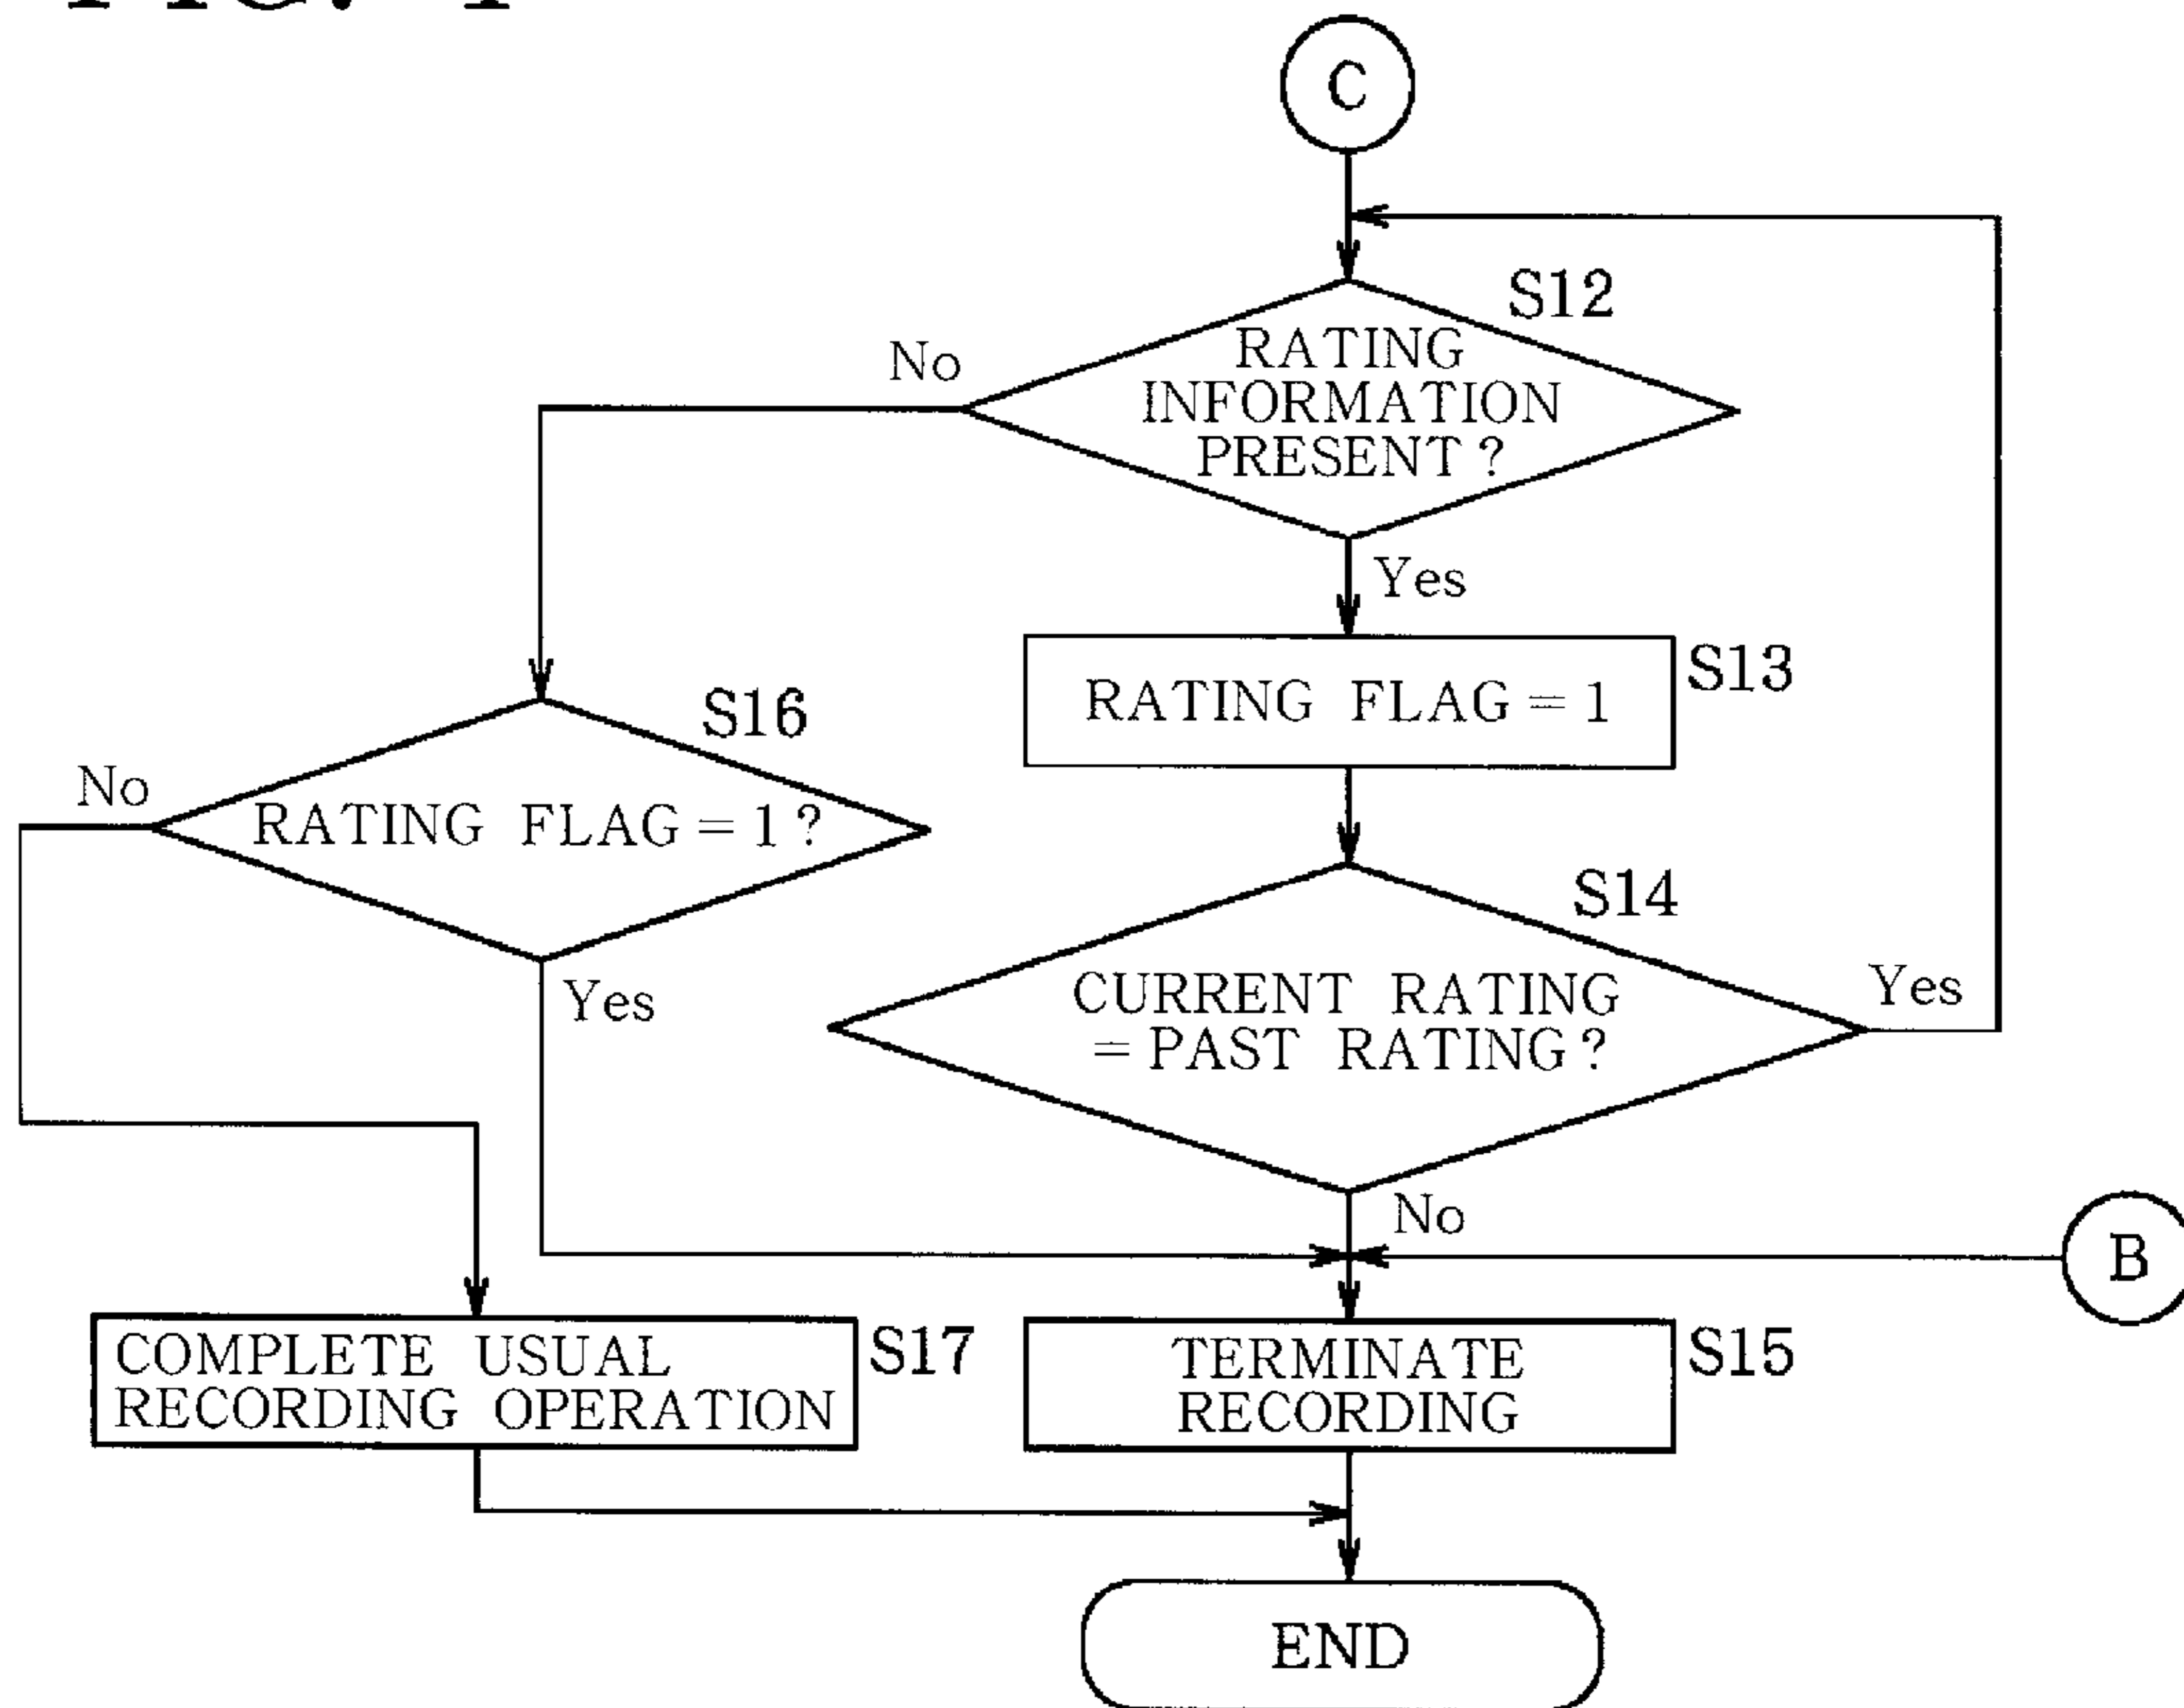 C
S12
No
RATING
INFORMATION
PRESENT?
Yes
S13
RATING FLAG=1
S16
No
RATING FLAG=1?
Yes
S14
CURRENT RATING
=PAST RATING?
Yes
No
B
COMPLETE USUAL
RECORDING OPERATION
S17
TERMINATE
RECORDING
S15
END